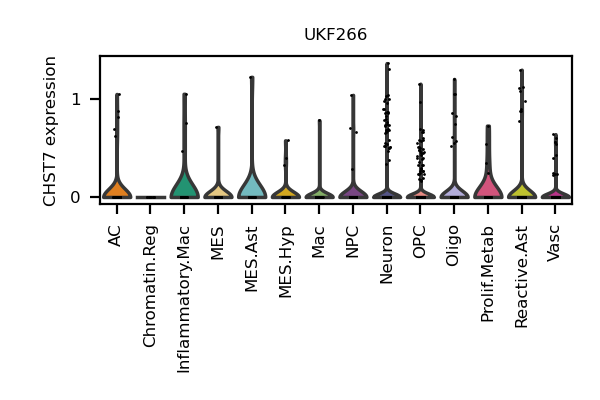 UKF266
CHST7 expression
1
0
AC
Chromatin.Reg
Inflammatory.Mac
MES
MES.Ast
MES.Hyp
Mac
NPC
Neuron
OPC
Oligo
Prolif.Metab
Reactive.Ast
Vasc